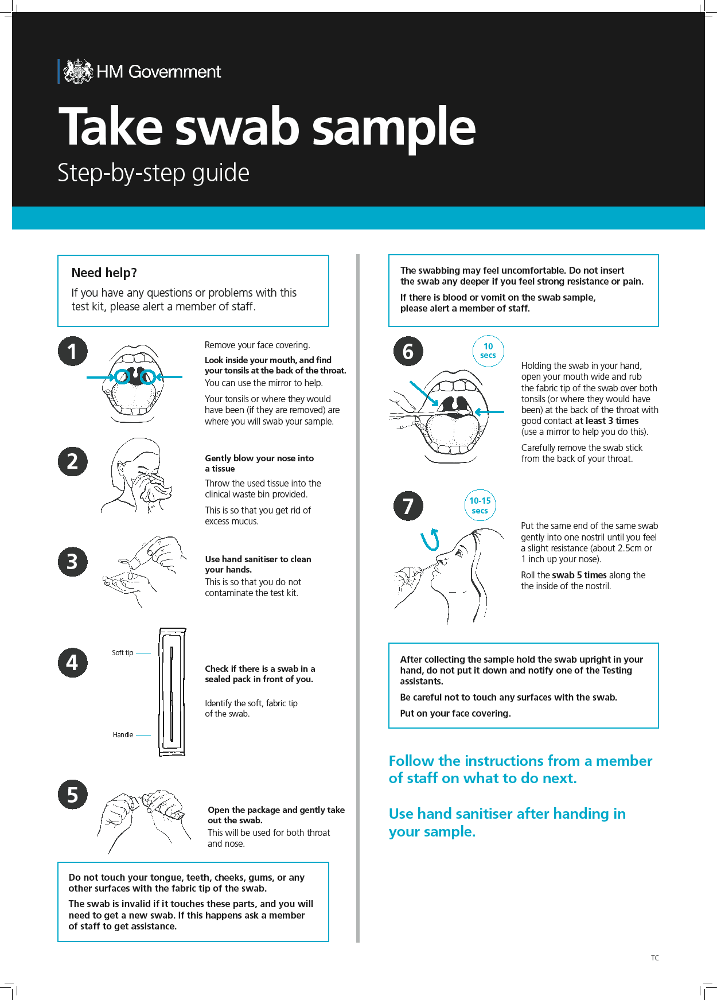 HM Government
Take swab sample
Step-by-step guide
Need help?
If you have any questions or problems with this
test kit, please alert a member of staff.
1
Remove your face covering.
Look inside your mouth, and find
your tonsils at the back of the throat.
You can use the mirror to help.
Your tonsils or where they would
have been (if they are removed) are
where you will swab your sample.
2
Gently blow your nose into
a tissue
Throw the used tissue into the
clinical waste bin provided.
This is so that you get rid of
excess mucus.
3
Use hand sanitiser to clean
your hands.
This is so that you do not
contaminate the test kit.
4
Soft tip
Handle
Check if there is a swab in a
sealed pack in front of you.
Identify the soft, fabric tip
of the swab.
5
Open the package and gently take
out the swab.
This will be used for both throat
and nose.
Do not touch your tongue, teeth, cheeks, gums, or any
other surfaces with the fabric tip of the swab.
The swab is invalid if it touches these parts, and you will
need to get a new swab. If this happens ask a member
of staff to get assistance.
The swabbing may feel uncomfortable. Do not insert
the swab any deeper if you feel strong resistance or pain.
If there is blood or vomit on the swab sample,
please alert a member of staff.
6
10
secs
Holding the swab in your hand,
open your mouth wide and rub
the fabric tip of the swab over both
tonsils (or where they would have
been) at the back of the throat with
good contact at least 3 times
(use a mirror to help you do this).
Carefully remove the swab stick
from the back of your throat.
7
10-15
secs
Put the same end of the same swab
gently into one nostril until you feel
a slight resistance (about 2.5cm or
1 inch up your nose).
Roll the swab 5 times along the
the inside of the nostril.
After collecting the sample hold the swab upright in your
hand, do not put it down and notify one of the Testing
assistants.
Be careful not to touch any surfaces with the swab.
Put on your face covering.
Follow the instructions from a member
of staff on what to do next.
Use hand sanitiser after handing in
your sample.
TC